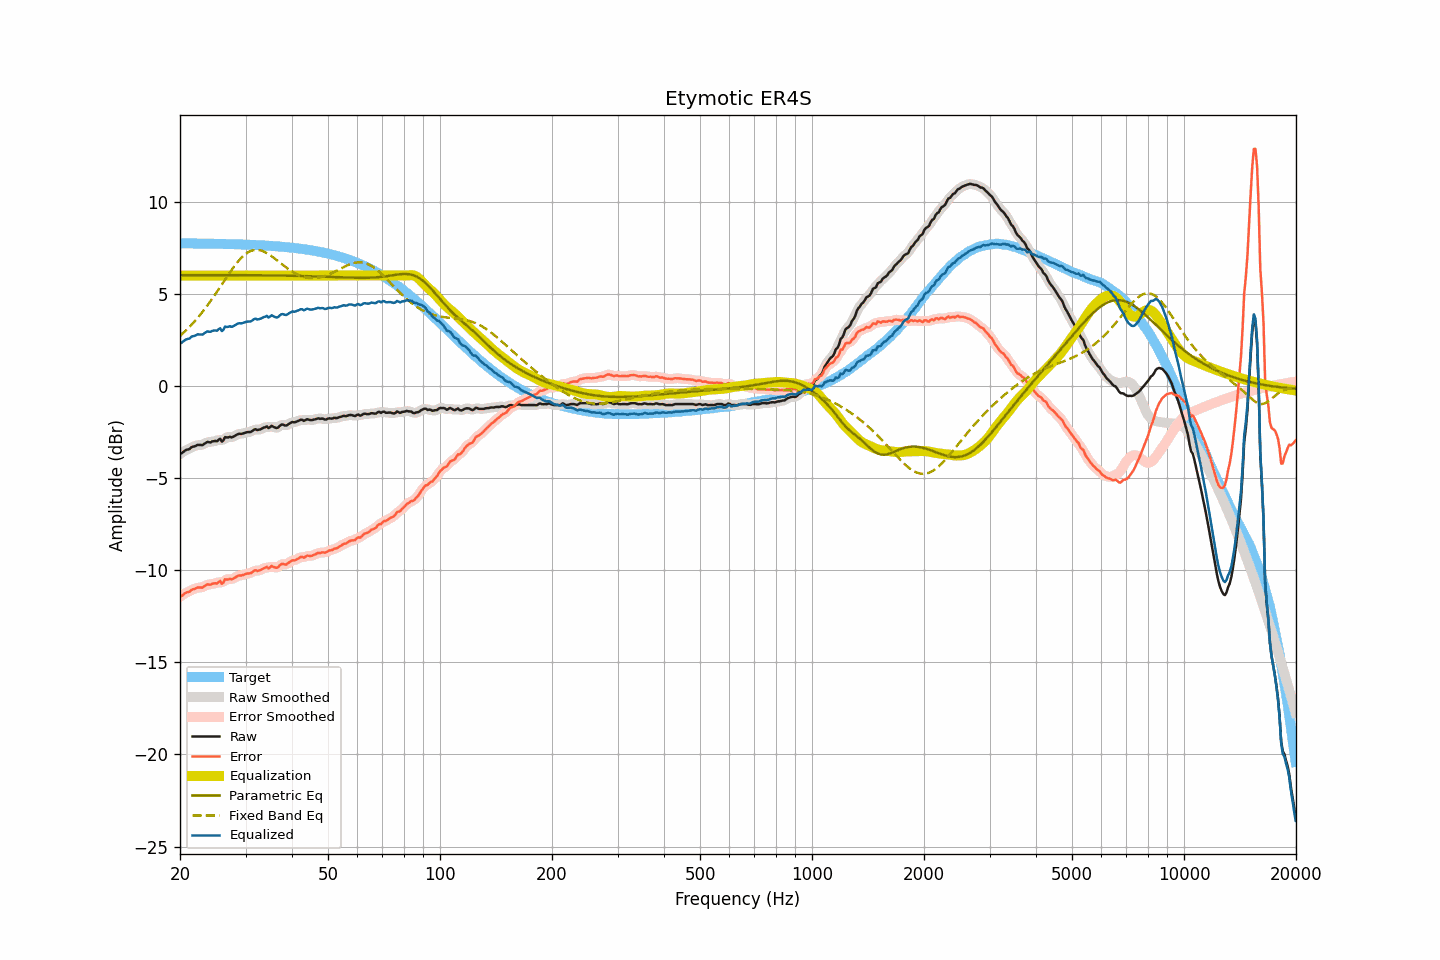 Etymotic ER4S
10
5
0
−5
−10
−15
−20
−25
Amplitude (dBr)
Target
Raw Smoothed
Error Smoothed
Raw
Error
Equalization
Parametric Eq
Fixed Band Eq
Equalized
20 50 100 200 500 1000 2000 5000 10000 20000
Frequency (Hz)